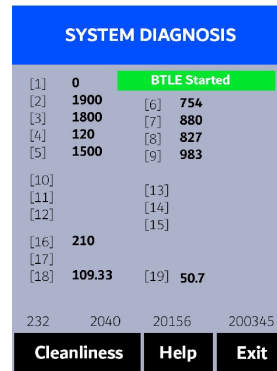 SYSTEM DIAGNOSIS
[1] 0 BTLE Started
[2] 1900 [6] 754
[3] 1800 [7] 880
[4] 120 [8] 827
[5] 1500 [9] 983
[10]
[11] [13]
[12] [14]
[15]
[16] 210
[17]
[18] 109.33 [19] 50.7
232 2040 20156 200345
Cleanliness Help Exit